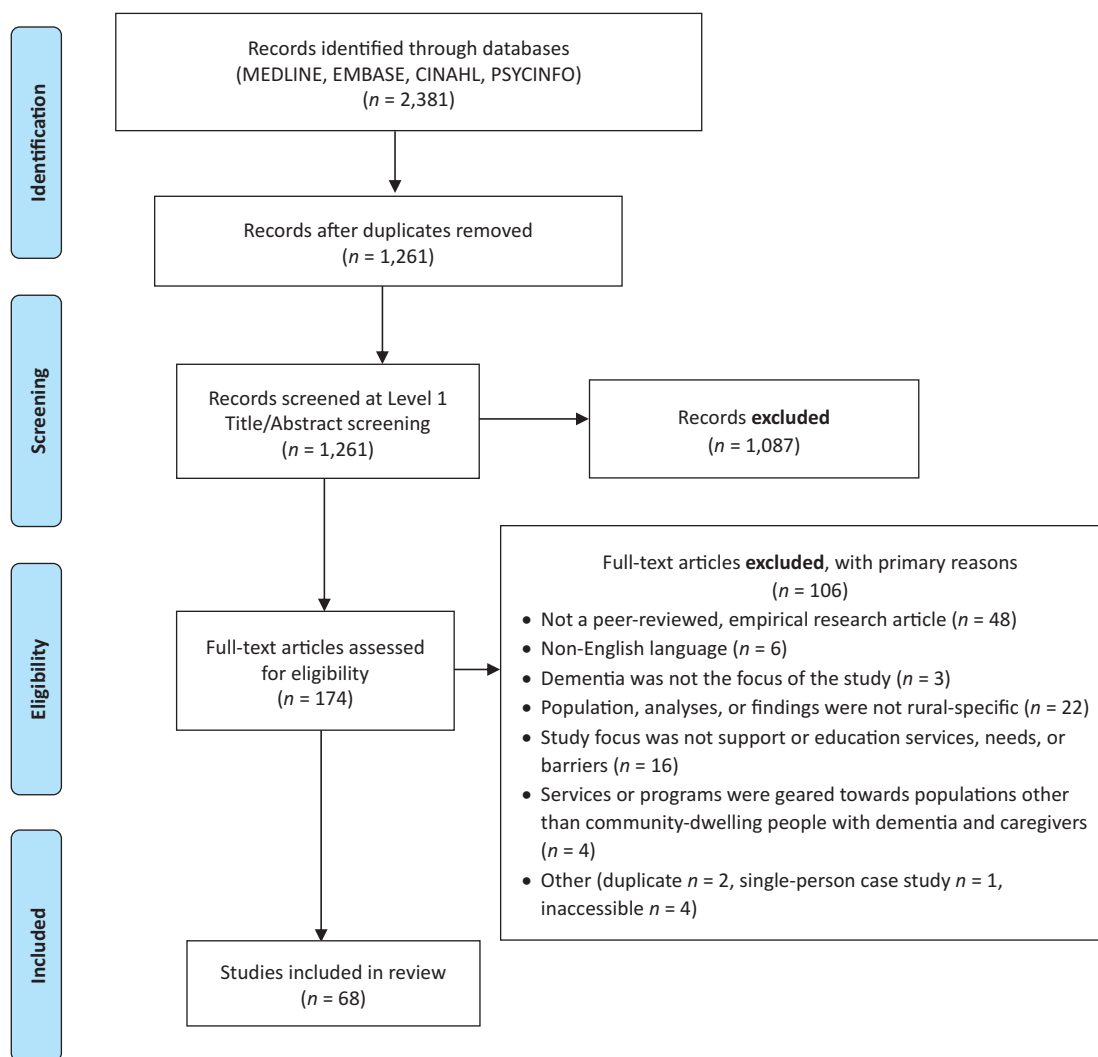 Identification
Records identified through databases
(MEDLINE, EMBASE, CINAHL, PSYCINFO)
(n = 2,381)
Records after duplicates removed
(n = 1,261)
Screening
Records screened at Level 1
Title/Abstract screening
(n = 1,261)
Records excluded
(n = 1,087)
Eligibility
Full-text articles assessed
for eligibility
(n = 174)
Full-text articles excluded, with primary reasons
(n = 106)
• Not a peer-reviewed, empirical research article (n = 48)
• Non-English language (n = 6)
• Dementia was not the focus of the study (n = 3)
• Population, analyses, or findings were not rural-specific (n = 22)
• Study focus was not support or education services, needs, or
barriers (n = 16)
• Services or programs were geared towards populations other
than community-dwelling people with dementia and caregivers
(n = 4)
• Other (duplicate n = 2, single-person case study n = 1,
inaccessible n = 4)
Included
Studies included in review
(n = 68)